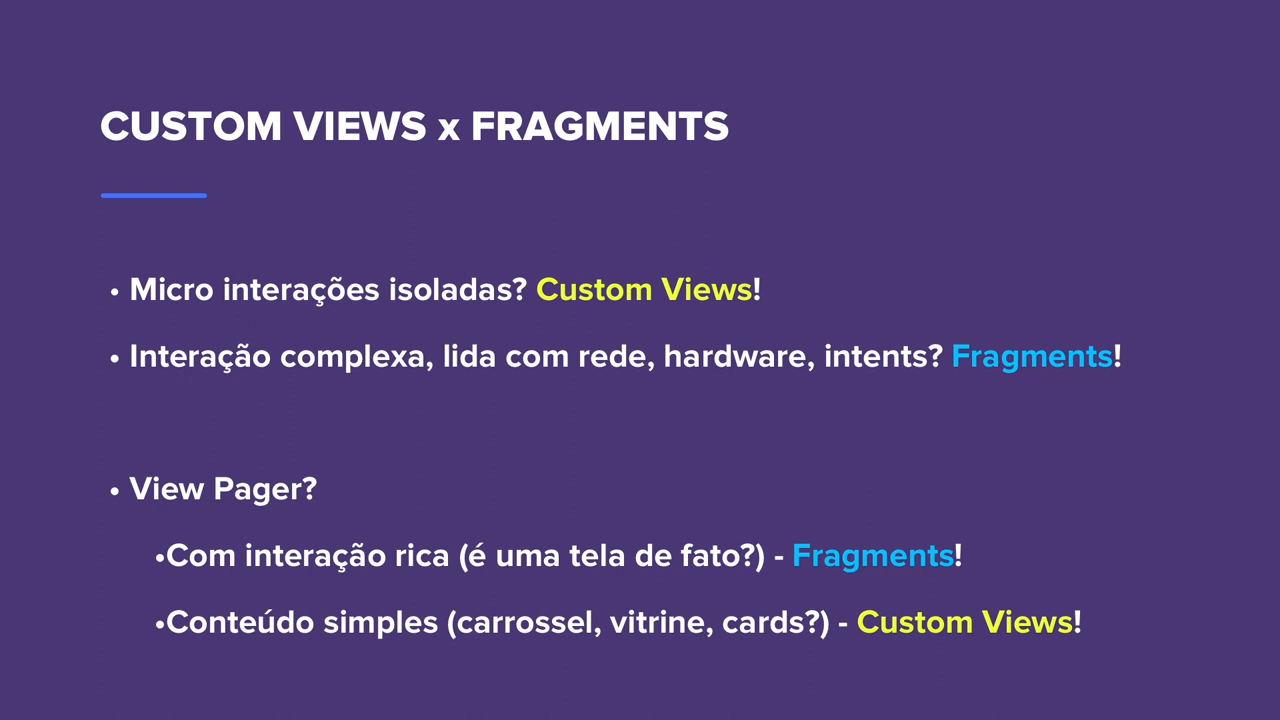 CUSTOM VIEWS x FRAGMENTS
• Micro interações isoladas? Custom Views!
• Interação complexa, lida com rede, hardware, intents? Fragments!
• View Pager?
•Com interação rica (é uma tela de fato?) - Fragments!
•Conteúdo simples (carrossel, vitrine, cards?) - Custom Views!